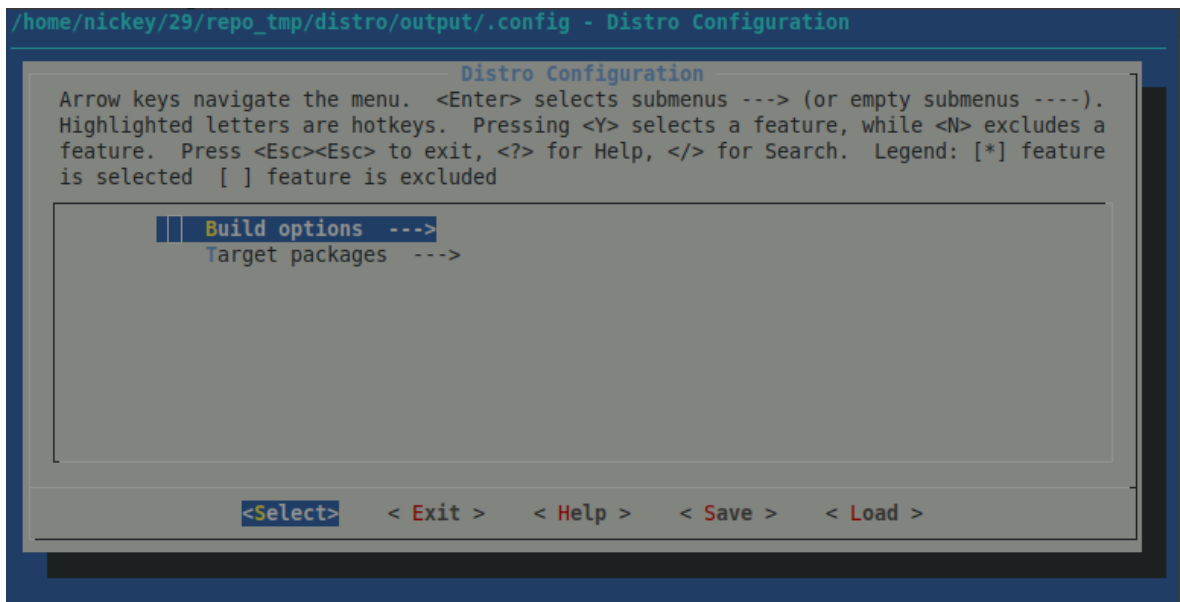 /home/nickey/29/repo_tmp/distro/output/.config - Distro Configuration
Distro Configuration
Arrow keys navigate the menu.  <Enter> selects submenus ---> (or empty submenus ----).
Highlighted letters are hotkeys.  Pressing <Y> selects a feature, while <N> excludes a
feature.  Press <Esc><Esc> to exit, <?> for Help, </> for Search.  Legend: [*] feature
is selected  [ ] feature is excluded
Build options  --->
Target packages  --->
<Select>    < Exit >    < Help >    < Save >    < Load >